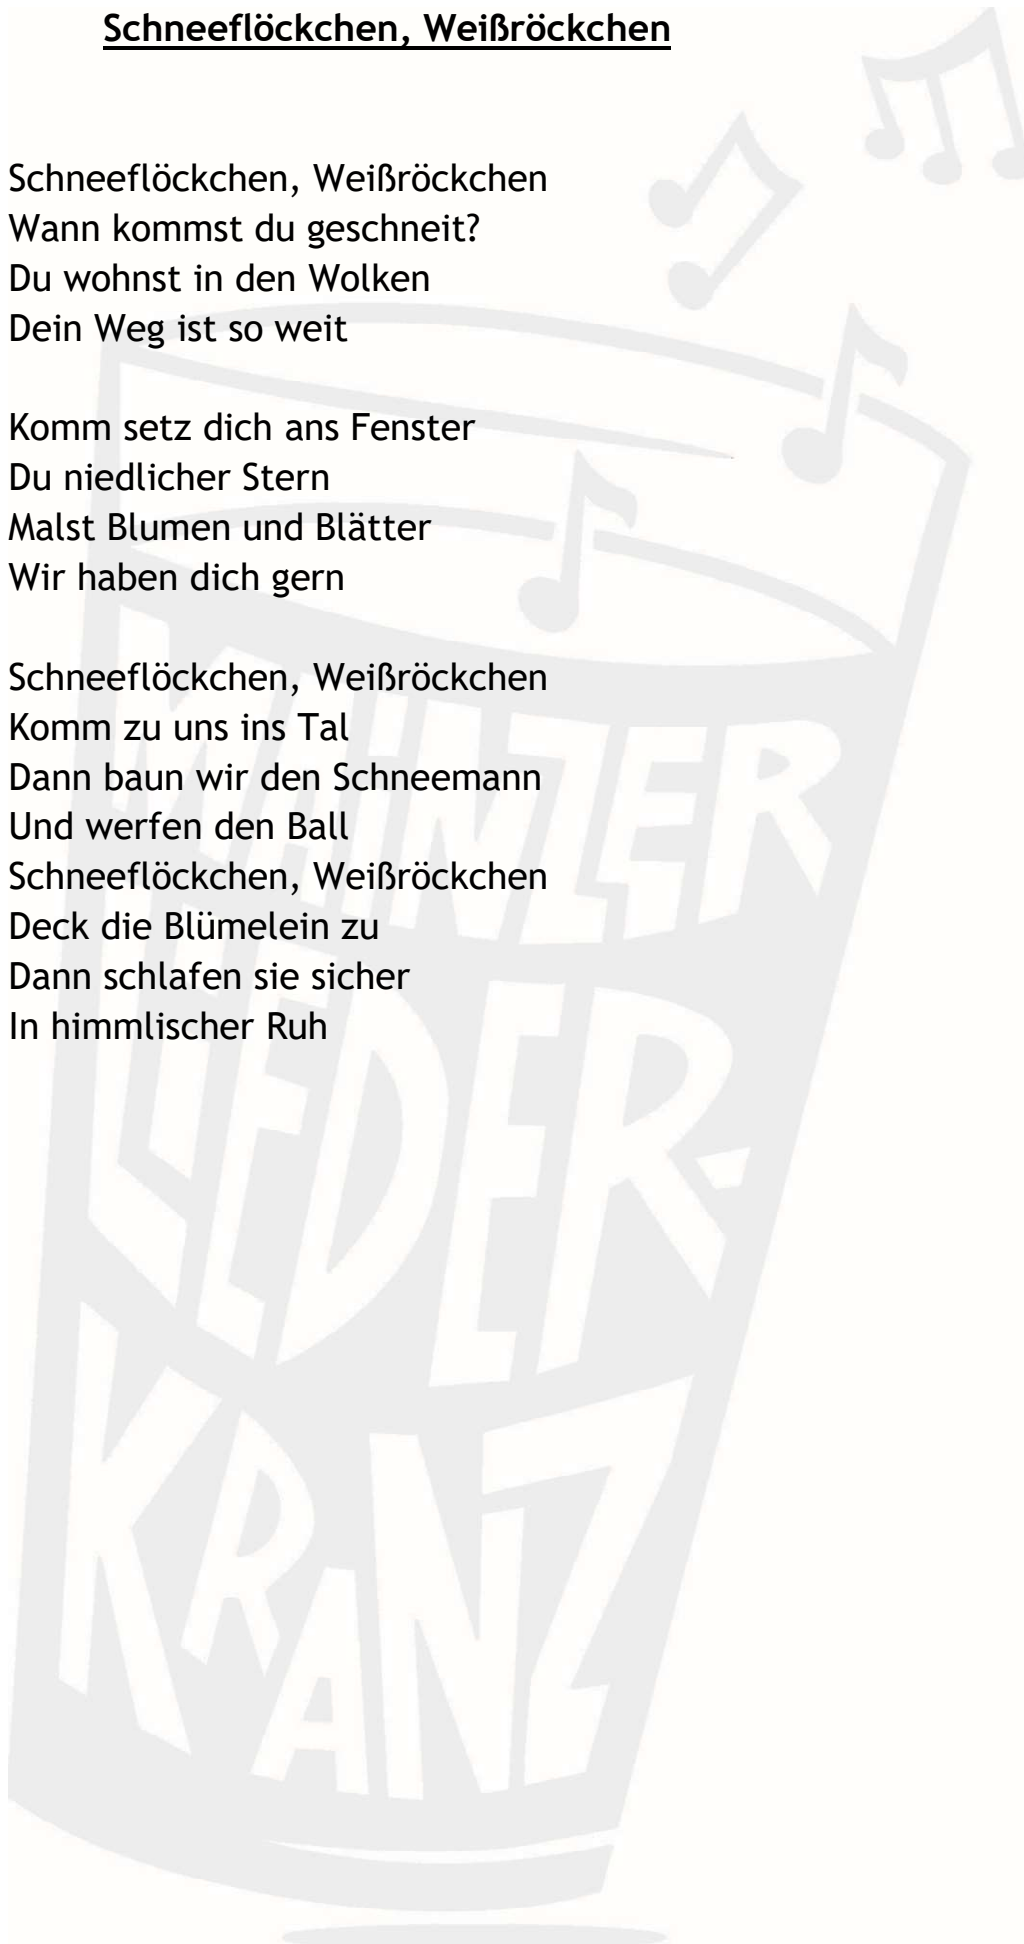 Schneeflöckchen, Weißröckchen
Schneeflöckchen, Weißröckchen
Wann kommst du geschneit?
Du wohnst in den Wolken
Dein Weg ist so weit
Komm setz dich ans Fenster
Du niedlicher Stern
Malst Blumen und Blätter
Wir haben dich gern
Schneeflöckchen, Weißröckchen
Komm zu uns ins Tal
Dann baun wir den Schneemann
Und werfen den Ball
Schneeflöckchen, Weißröckchen
Deck die Blümelein zu
Dann schlafen sie sicher
In himmlischer Ruh
MAINZER
LIEDER-
KRANZ